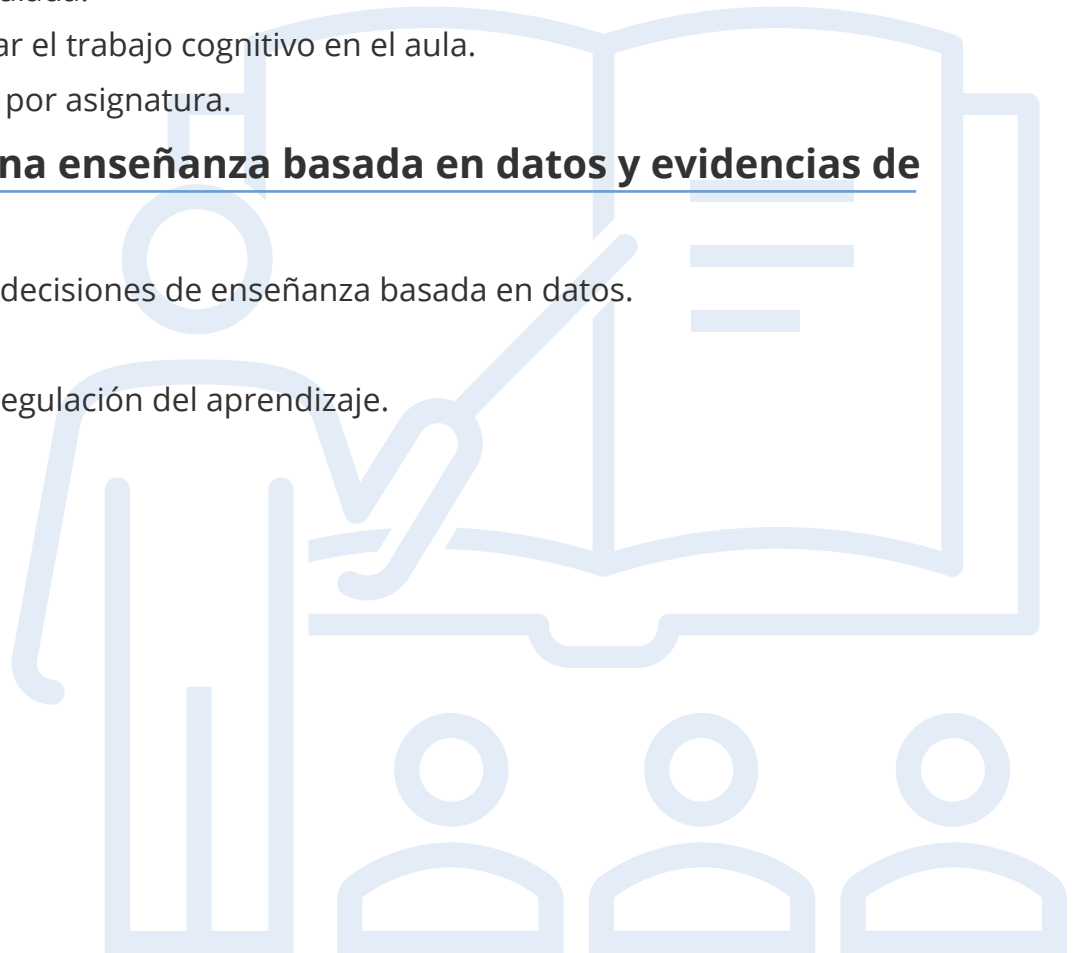 ar el trabajo cognitivo en el aula.
por asignatura.
na enseñanza basada en datos y evidencias de
decisiones de enseñanza basada en datos.
egulación del aprendizaje.